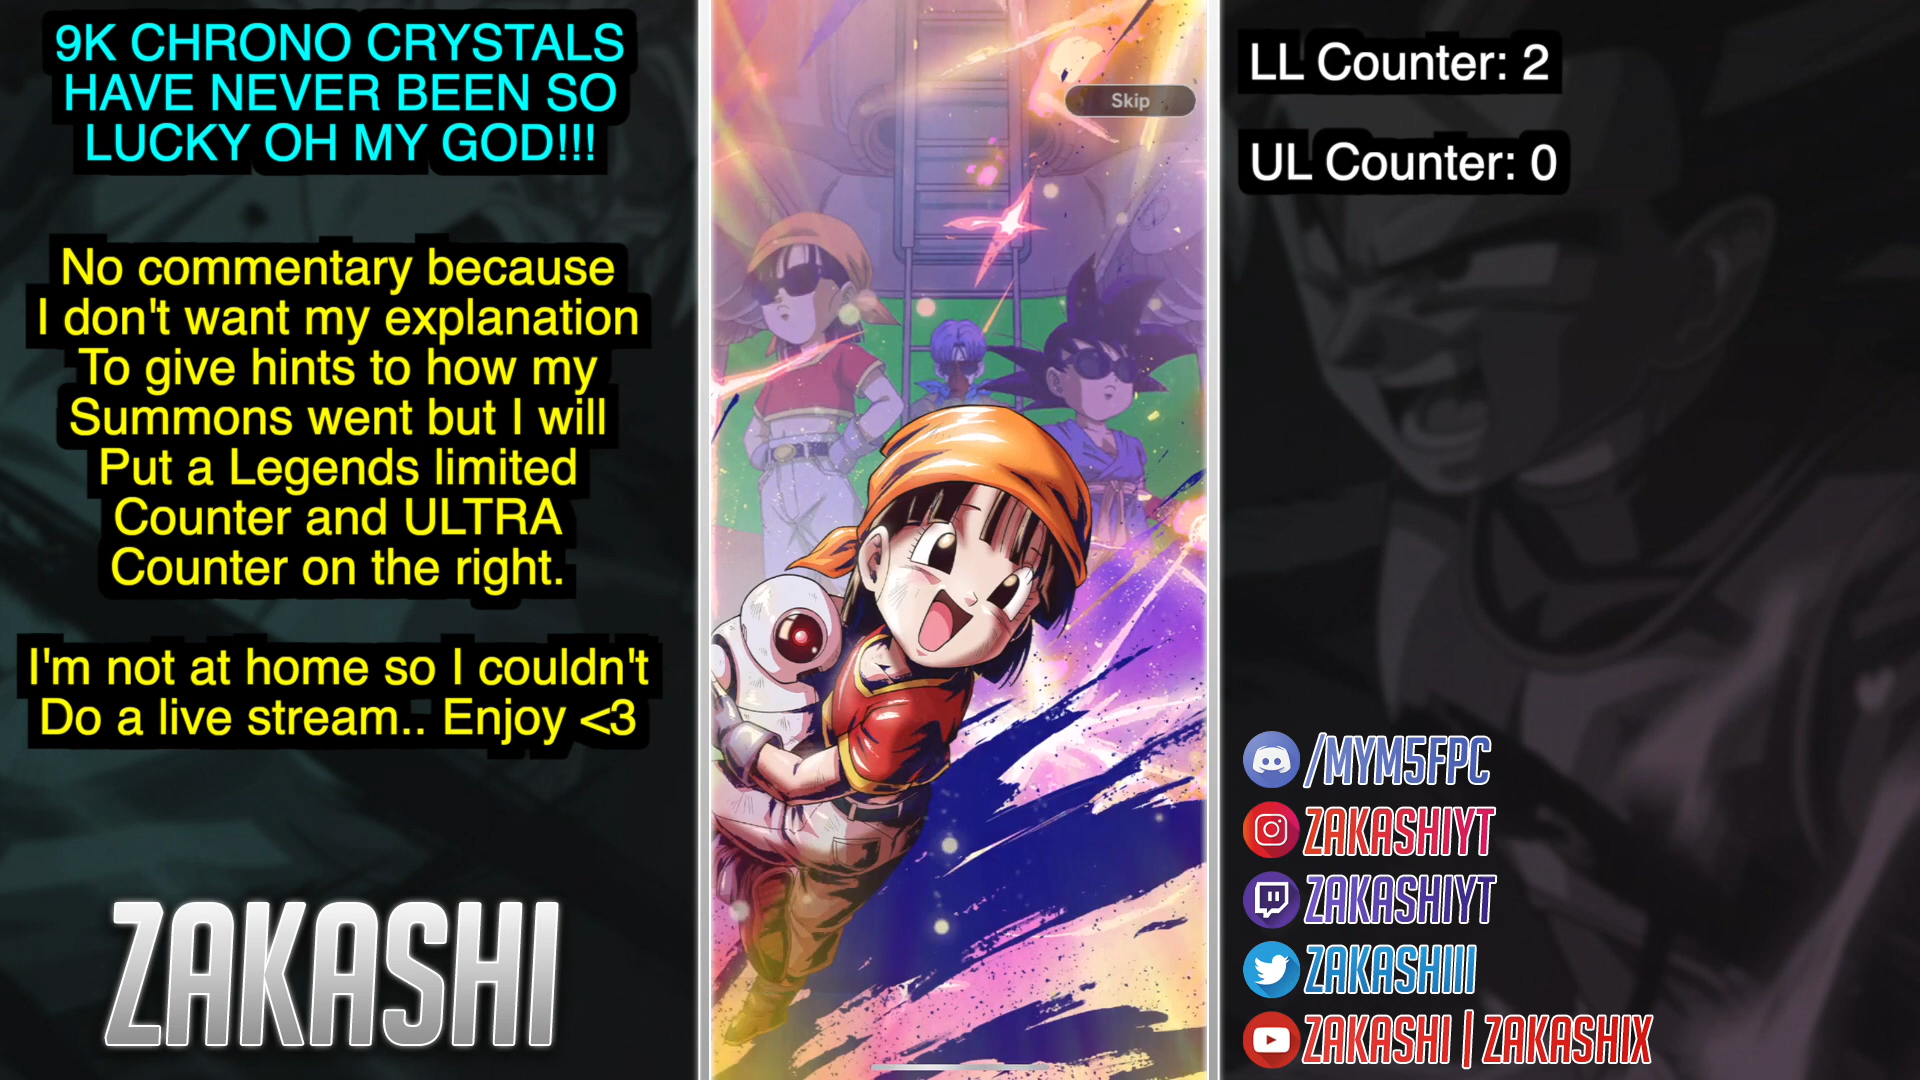 9K CHRONO CRYSTALS
HAVE NEVER BEEN SO
LUCKY OH MY GOD!!!
No commentary because
I don't want my explanation
To give hints to how my
Summons went but I will
Put a Legends limited
Counter and ULTRA
Counter on the right.
I'm not at home so I couldn't
Do a live stream.. Enjoy <3
ZAKASHI
Skip
LL Counter: 2
UL Counter: 0
/MYM5FPC
ZAKASHIYT
ZAKASHIYT
ZAKASHIII
ZAKASHI | ZAKASHIX